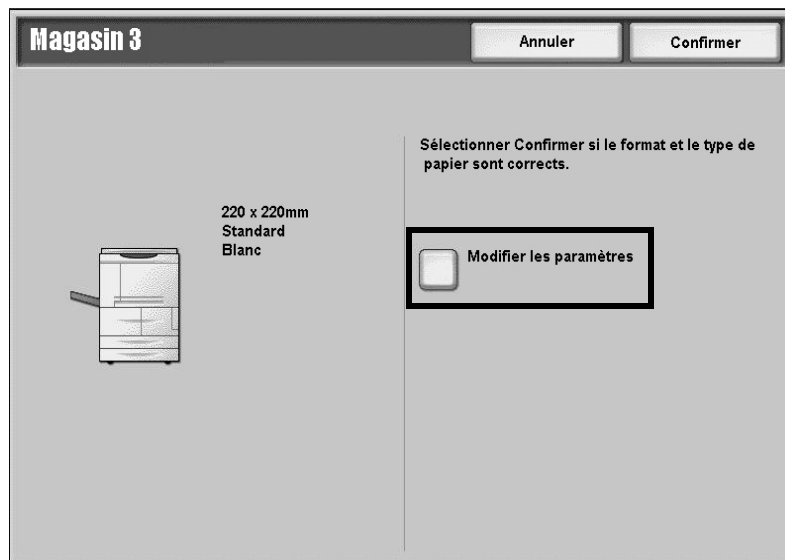 Magasin 3
Annuler
Confirmer
Sélectionner Confirmer si le format et le type de
papier sont corrects.
220 x 220mm
Standard
Blanc
Modifier les paramètres